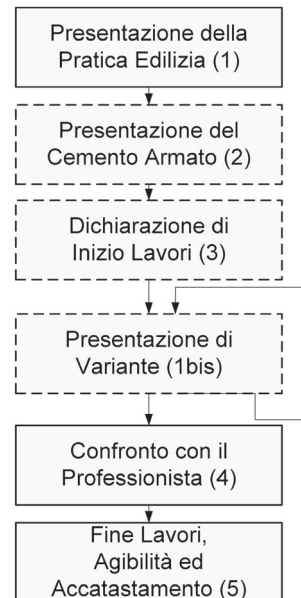 Presentazione della
Pratica Edilizia (1)
Presentazione del
Cemento Armato (2)
Dichiarazione di
Inizio Lavori (3)
Presentazione di
Variante (1bis)
Confronto con il
Professionista (4)
Fine Lavori,
Agibilità ed
Accatastamento (5)